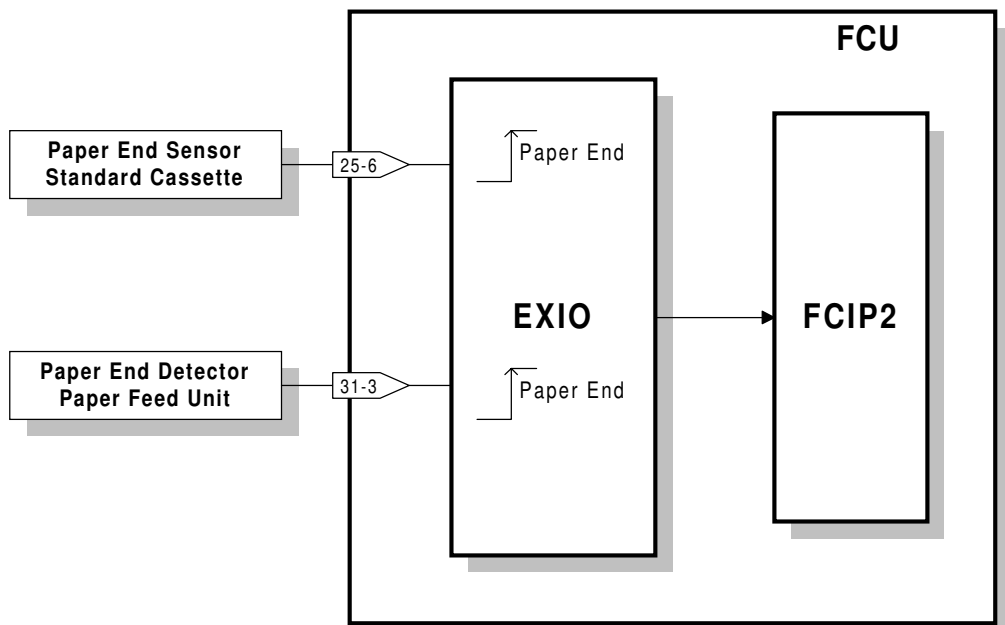 FCU
Paper End Sensor
Standard Cassette
25-6
Paper End
EXIO
FCIP2
Paper End Detector
Paper Feed Unit
31-3
Paper End